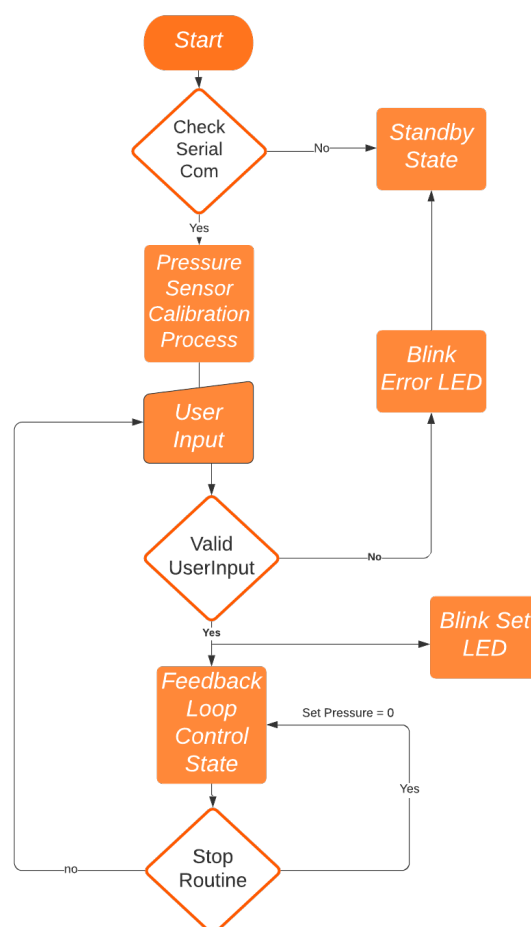 Start
Check
Serial
Com
No
Standby
State
Yes
Pressure
Sensor
Calibration
Process
Blink
Error LED
User
Input
Valid
UserInput
No
Yes
Blink Set
LED
Feedback
Loop
Control
State
Set Pressure = 0
Yes
Stop
Routine
no